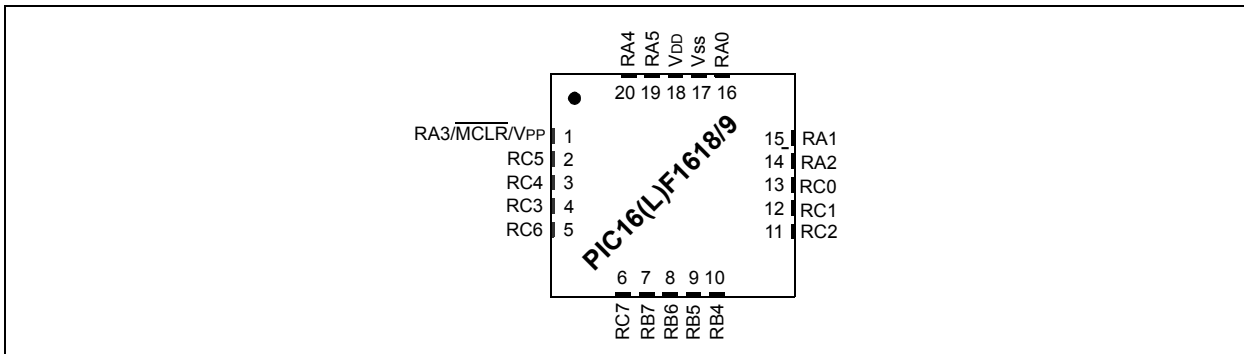 RA4 RA5 VDD Vss RA0
20 19 18 17 16
RA3/MCLR/VPP 1
RC5 2
RC4 3
RC3 4
RC6 5
PIC16(L)F1618/9
15 RA1
14 RA2
13 RC0
12 RC1
11 RC2
6 7 8 9 10
RC7 RB7 RB6 RB5 RB4